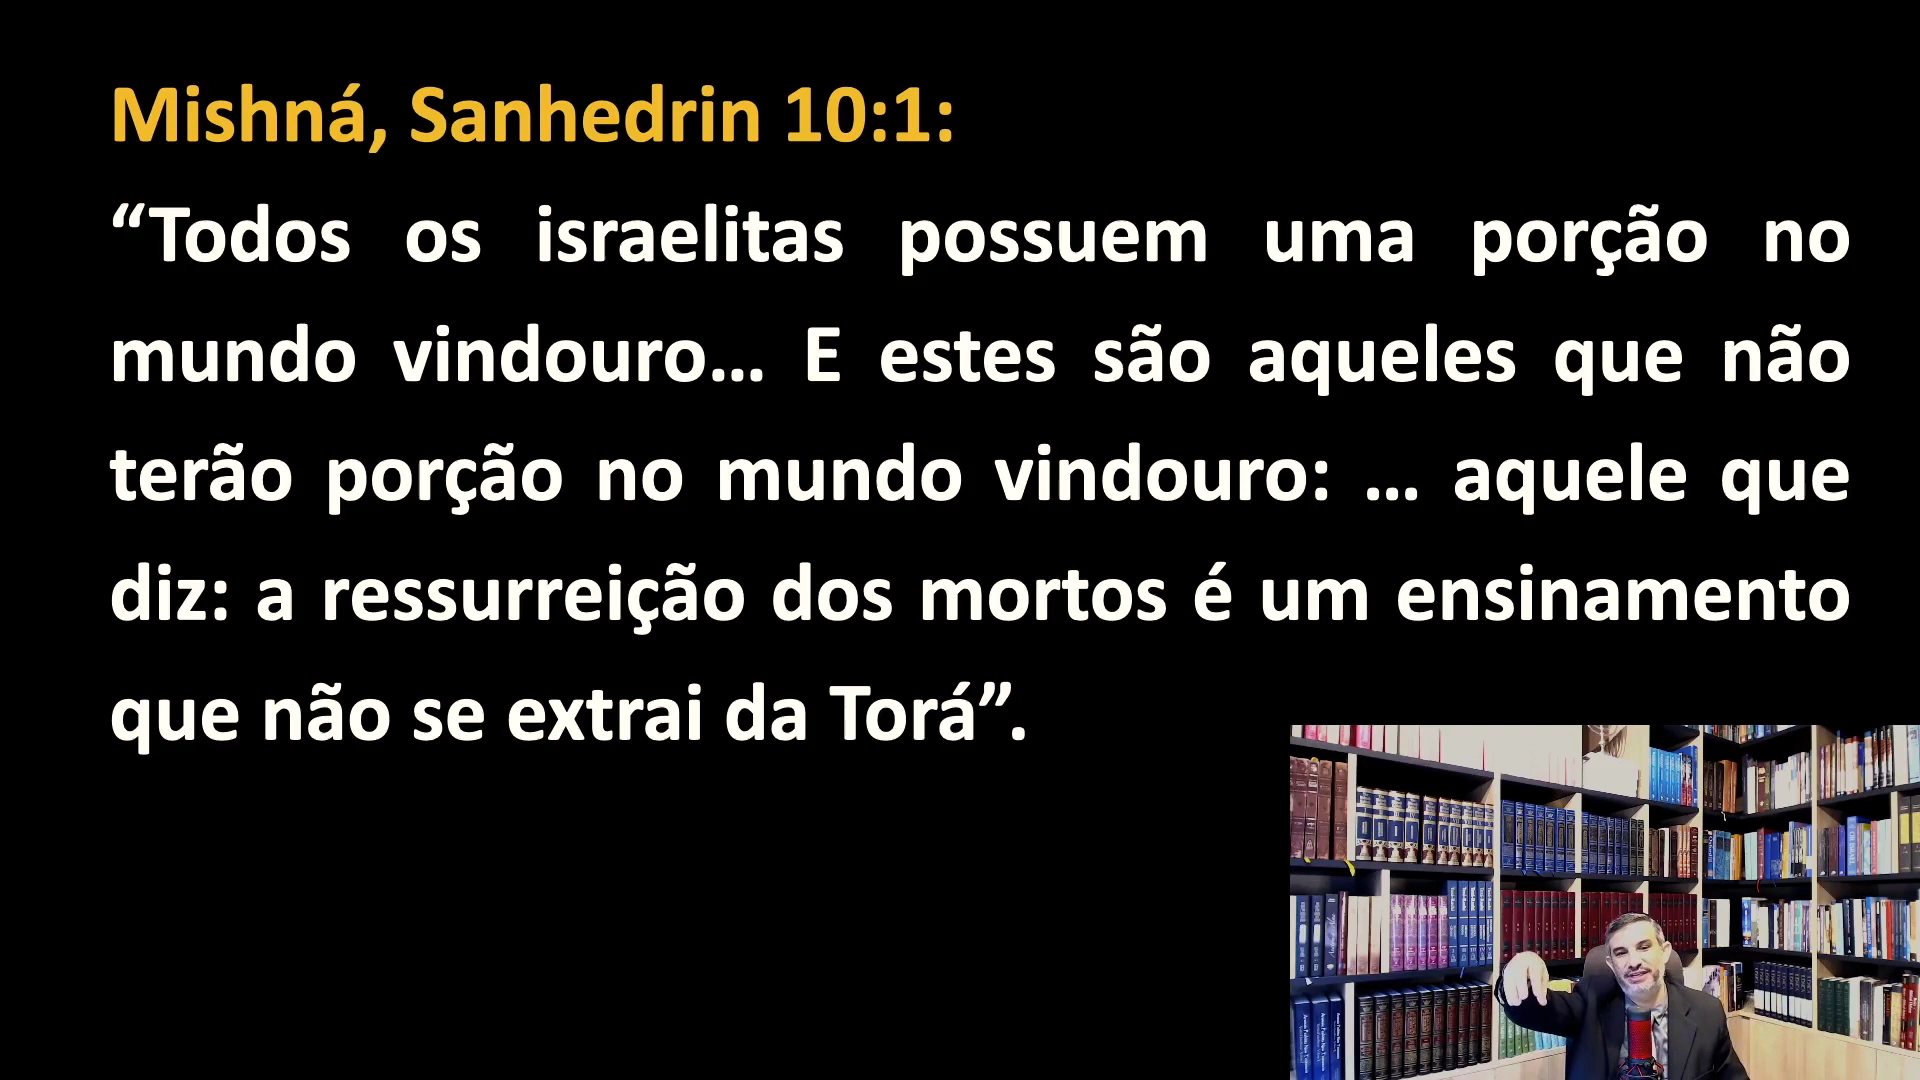 Mishná, Sanhedrin 10:1:
“Todos os israelitas possuem uma porção no
mundo vindouro... E estes são aqueles que não
terão porção no mundo vindouro: ... aquele que
diz: a ressurreição dos mortos é um ensinamento
que não se extrai da Torá”.